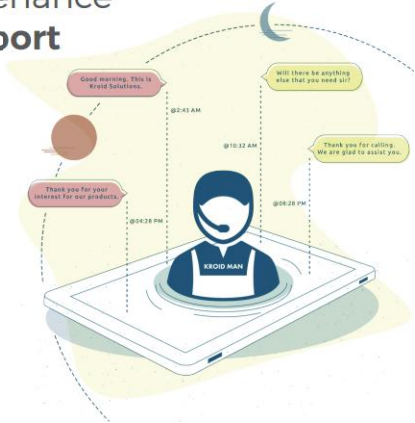 enance
port
Good morning. This is
Kroid Solutions.
Will there be anything
else that you need sir?
@2:43 AM
@10:32 AM
Thank you for calling.
We are glad to assist you.
Thank you for your
interest for our products.
@04:28 PM
@09:28 PM
KROID MAN